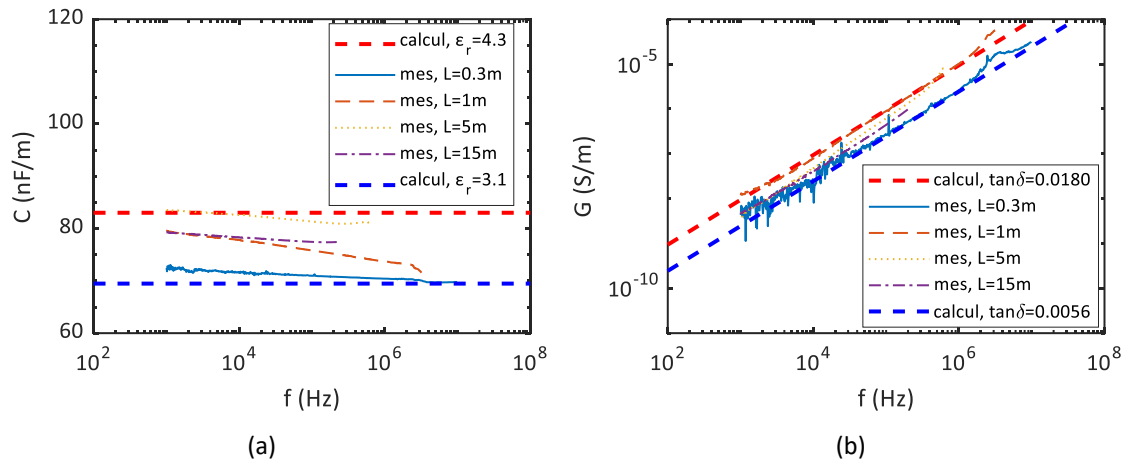 120
100
80
60
C (nF/m)
10^2
10^4
10^6
10^8
f (Hz)
calcul, ε_r=4.3
mes, L=0.3m
mes, L=1m
mes, L=5m
mes, L=15m
calcul, ε_r=3.1
(a)
10^-5
10^-10
G (S/m)
10^2
10^4
10^6
10^8
f (Hz)
calcul, tanδ=0.0180
mes, L=0.3m
mes, L=1m
mes, L=5m
mes, L=15m
calcul, tanδ=0.0056
(b)